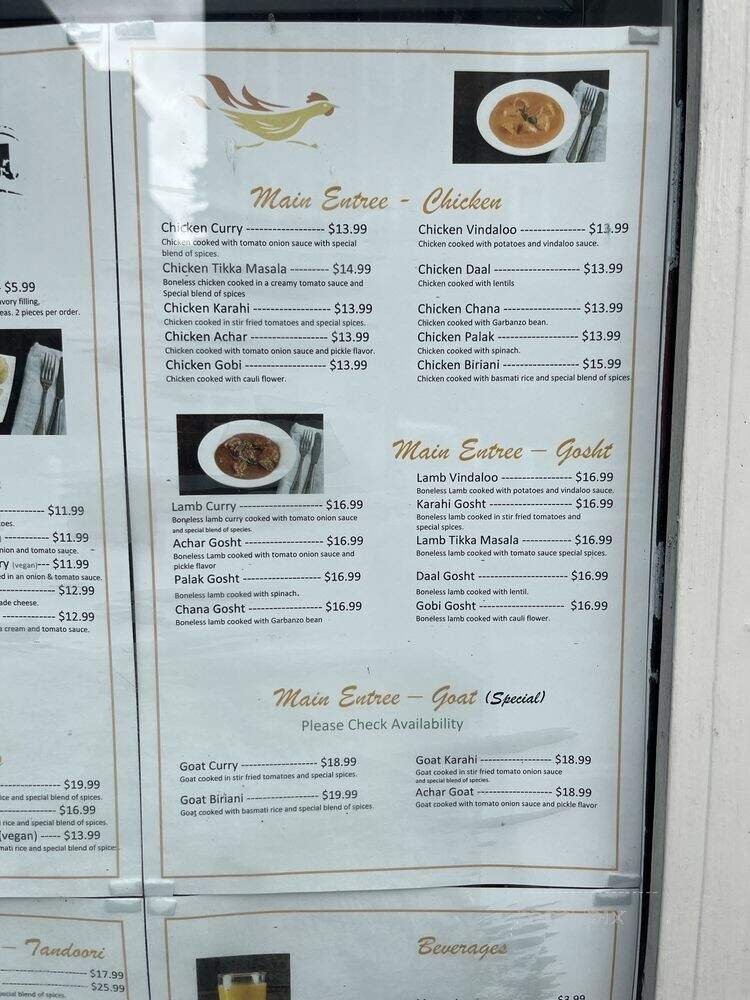 $5.99
vory filling,
eas. 2 pieces per order.
$11.99
oes.
$11.99
nion and tomato sauce.
ry (vegan)--- $11.99
ed in an onion & tomato sauce.
$12.99
ade cheese.
$12.99
cream and tomato sauce.
$19.99
ice and special blend of spices.
$16.99
rice and special blend of spices.
(vegan) ----- $13.99
mati rice and special blend of spice
– Tandoori
$17.99
$25.99
pecial blend of spices.
Main Entree - Chicken
Chicken Curry ------------------- $13.99
Chicken cooked with tomato onion sauce with special
blend of spices.
Chicken Tikka Masala --------- $14.99
Boneless chicken cooked in a creamy tomato sauce and
Special blend of spices
Chicken Karahi ------------------- $13.99
Chicken cooked in stir fried tomatoes and special spices.
Chicken Achar ------------------- $13.99
Chicken cooked with tomato onion sauce and pickle flavor.
Chicken Gobi -------------------- $13.99
Chicken cooked with cauli flower.
Chicken Vindaloo --------------- $13.99
Chicken cooked with potatoes and vindaloo sauce.
Chicken Daal -------------------- $13.99
Chicken cooked with lentils
Chicken Chana ------------------- $13.99
Chicken cooked with Garbanzo bean.
Chicken Palak -------------------- $13.99
Chicken cooked with spinach.
Chicken Biriani ------------------- $15.99
Chicken cooked with basmati rice and special blend of spices.
Main Entree – Gosht
Lamb Curry -------------------- $16.99
Boneless lamb curry cooked with tomato onion sauce
and special blend of species.
Achar Gosht ------------------- $16.99
Boneless Lamb cooked with tomato onion sauce and
pickle flavor
Palak Gosht ------------------- $16.99
Boneless lamb cooked with spinach.
Chana Gosht ------------------ $16.99
Boneless lamb cooked with Garbanzo bean
Lamb Vindaloo ----------------- $16.99
Boneless Lamb cooked with potatoes and vindaloo sauce.
Karahi Gosht -------------------- $16.99
Boneless lamb cooked in stir fried tomatoes and
special spices.
Lamb Tikka Masala ------------ $16.99
Boneless lamb cooked with tomato sauce special spices.
Daal Gosht --------------------- $16.99
Boneless lamb cooked with lentil.
Gobi Gosht --------------------- $16.99
Boneless lamb cooked with cauli flower.
Main Entree – Goat (Special)
Please Check Availability
Goat Curry ------------------- $18.99
Goat cooked in stir fried tomatoes and special spices.
Goat Biriani ------------------ $19.99
Goat cooked with basmati rice and special blend of spices.
Goat Karahi ----------------- $18.99
Goat cooked in stir fried tomato onion sauce
and special blend of species.
Achar Goat ------------------ $18.99
Goat cooked with tomato onion sauce and pickle flavor
Beverages
$3.99